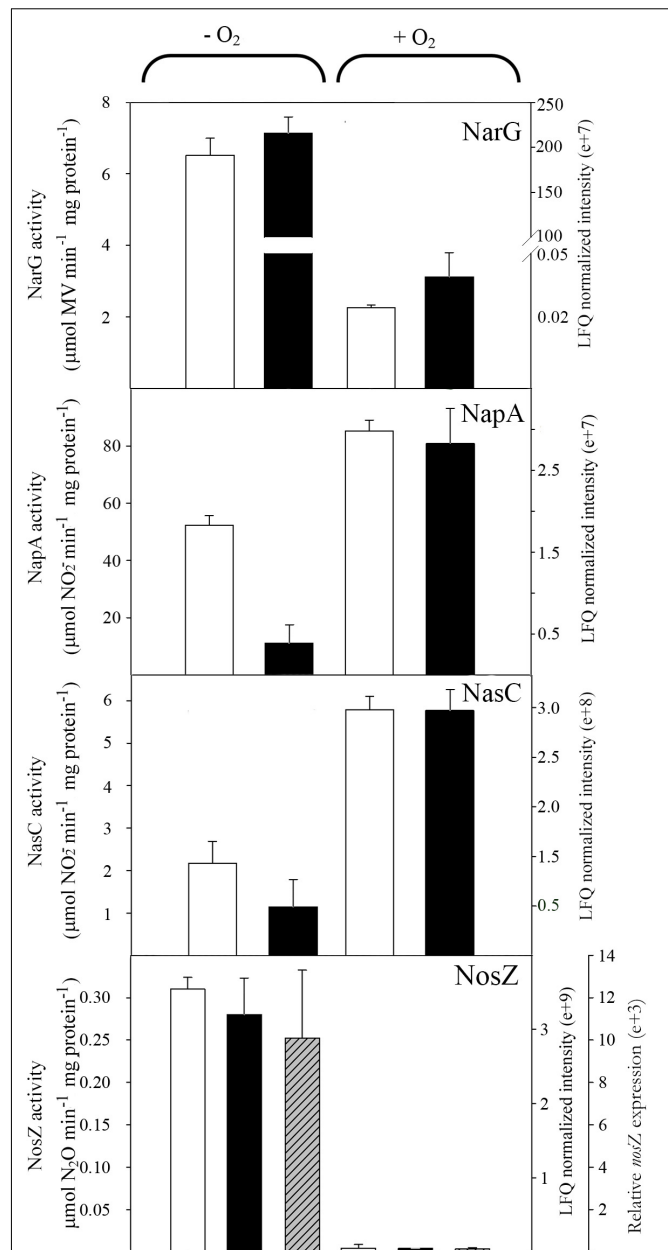 - O₂ + O₂
NarG
NarG activity
(μmol MV min⁻¹ mg protein⁻¹)
8
6
4
2
250
200
150
100
0.05
0.02
LFQ normalized intensity (e+7)
NapA
NapA activity
(μmol NO₂⁻ min⁻¹ mg protein⁻¹)
80
60
40
20
2.5
1.5
0.5
LFQ normalized intensity (e+7)
NasC
NasC activity
(μmol NO₂⁻ min⁻¹ mg protein⁻¹)
6
5
4
3
2
1
3.0
2.5
2.0
1.5
0.5
LFQ normalized intensity (e+8)
NosZ
NosZ activity
μmol N₂O min⁻¹ mg protein⁻¹)
0.30
0.25
0.20
0.15
0.10
0.05
3
2
1
LFQ normalized intensity (e+9)
14
12
10
8
6
4
2
Relative nosZ expression (e+3)